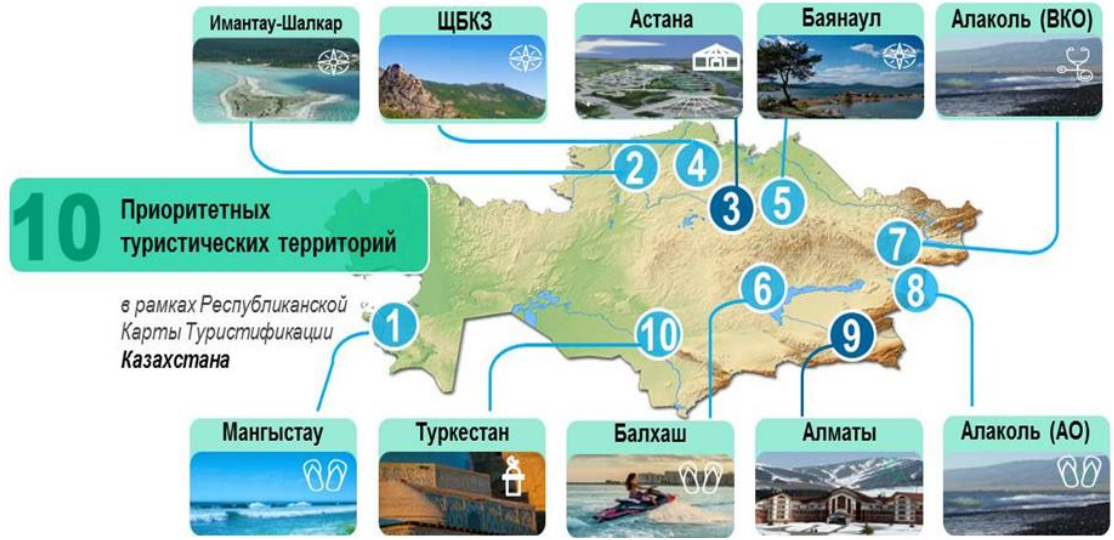 Имантау-Шалкар
ЩБКЗ
Астана
Баянаул
Алаколь (ВКО)
10 Приоритетных
туристических территорий
в рамках Республиканской
Карты Туристификации
Казахстана
2
4
3
5
7
6
8
1
10
9
Мангыстау
Туркестан
Балхаш
Алматы
Алаколь (АО)